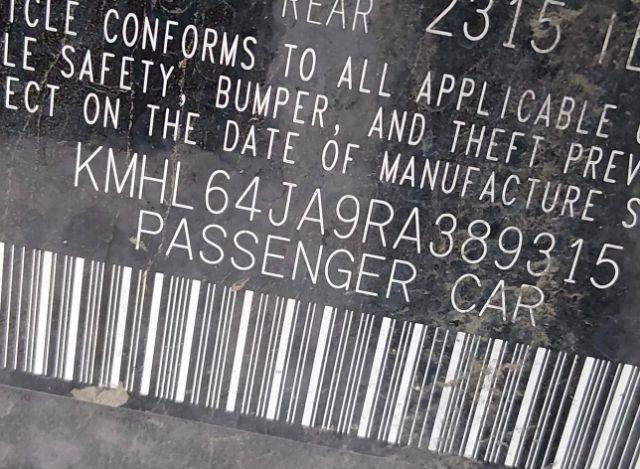 REAR 2315
ICLE CONFORMS TO ALL APPLICABLE
LE SAFETY, BUMPER, AND THEFT PREV
ECT ON THE DATE OF MANUFACTURE S
KMHL64JA9RA389315
PASSENGER CAR